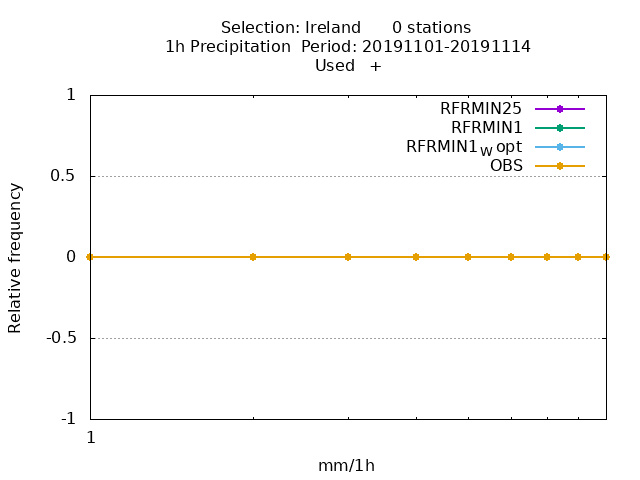 Selection: Ireland      0 stations
1h Precipitation  Period: 20191101-20191114
Used   +
RFRMIN25
RFRMIN1
RFRMIN1_W opt
OBS
1
0.5
0
-0.5
-1
Relative frequency
1
mm/1h